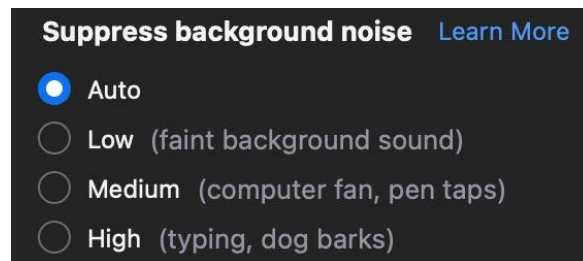 Suppress background noise Learn More
Auto
Low (faint background sound)
Medium (computer fan, pen taps)
High (typing, dog barks)